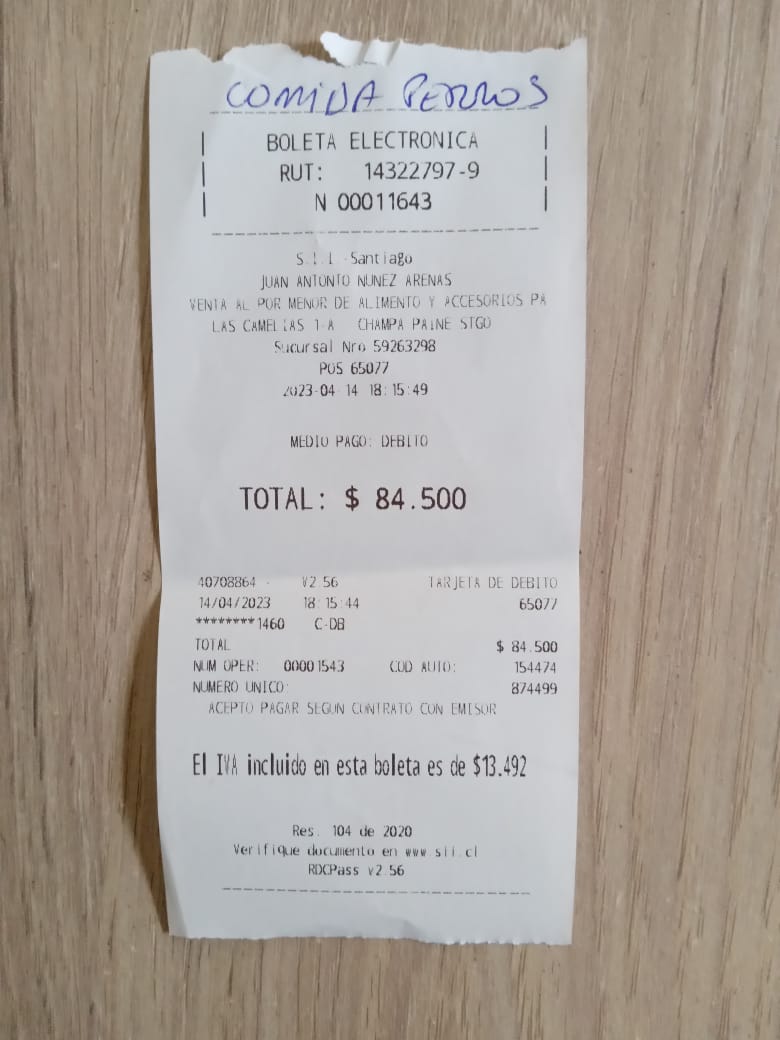 COMIDA PERROS
BOLETA ELECTRONICA
RUT: 14322797-9
N 00011643
S.I.I. Santiago
JUAN ANTONIO NUNEZ ARENAS
VENTA AL POR MENOR DE ALIMENTO Y ACCESORIOS PA
LAS CAMELIAS 1-A CHAMPA PAINE STGO
Sucursal Nro 59263298
POS 65077
2023-04-14 18:15:49
MEDIO PAGO: DEBITO
TOTAL: $ 84.500
40708864 - V2.56 TARJETA DE DEBITO
14/04/2023 18:15:44 65077
********1460 C-DB
TOTAL $ 84.500
NUM OPER: 00001543 COD AUTO: 154474
NUMERO UNICO: 874499
ACEPTO PAGAR SEGUN CONTRATO CON EMISOR
El IVA incluido en esta boleta es de $13.492
Res. 104 de 2020
Verifique documento en www.sii.cl
RDCPass v2.56